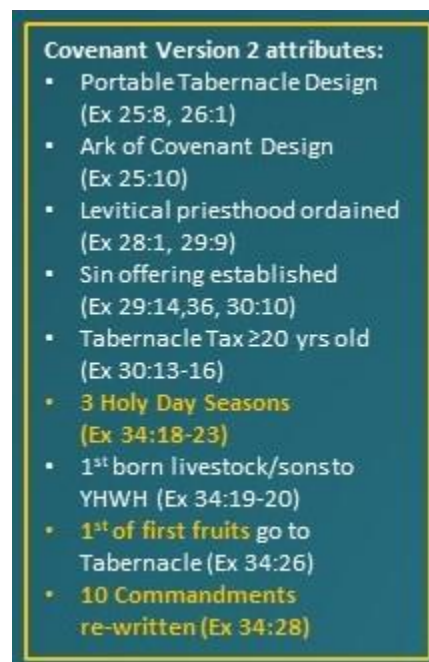 Covenant Version 2 attributes:
▪ Portable Tabernacle Design
(Ex 25:8, 26:1)
▪ Ark of Covenant Design
(Ex 25:10)
▪ Levitical priesthood ordained
(Ex 28:1, 29:9)
▪ Sin offering established
(Ex 29:14,36, 30:10)
▪ Tabernacle Tax ≥20 yrs old
(Ex 30:13-16)
▪ 3 Holy Day Seasons
(Ex 34:18-23)
▪ 1st born livestock/sons to
YHWH (Ex 34:19-20)
▪ 1st of first fruits go to
Tabernacle (Ex 34:26)
▪ 10 Commandments
re-written (Ex 34:28)